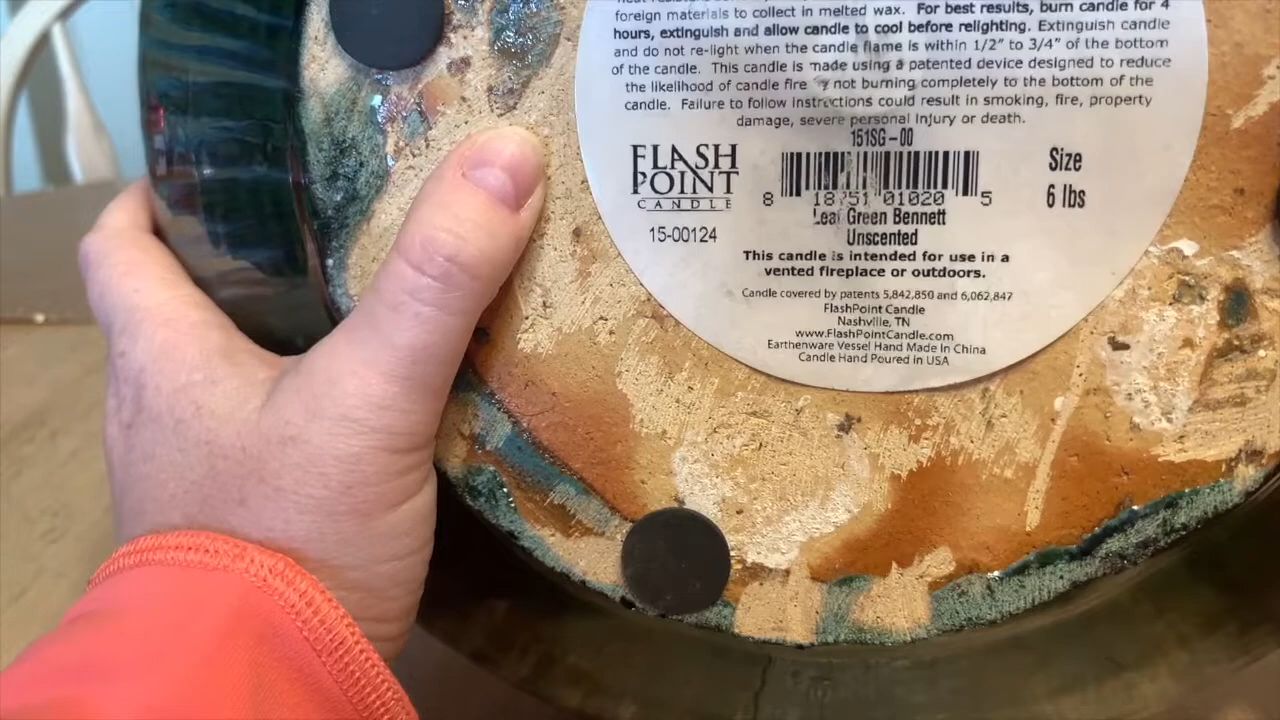 foreign materials to collect in melted wax. For best results, burn candle for 4
hours, extinguish and allow candle to cool before relighting. Extinguish candle
and do not re-light when the candle flame is within 1/2" to 3/4" of the bottom
of the candle. This candle is made using a patented device designed to reduce
the likelihood of candle fire by not burning completely to the bottom of the
candle. Failure to follow instructions could result in smoking, fire, property
damage, severe personal injury or death.
151SG-00
FLASH
POINT
CANDLE
15-00124
8 18751 01020 5
Size
6 lbs
Leaf Green Bennett
Unscented
This candle is intended for use in a
vented fireplace or outdoors.
Candle covered by patents 5,842,850 and 6,062,847
FlashPoint Candle
Nashville, TN
www.FlashPointCandle.com
Earthenware Vessel Hand Made In China
Candle Hand Poured in USA